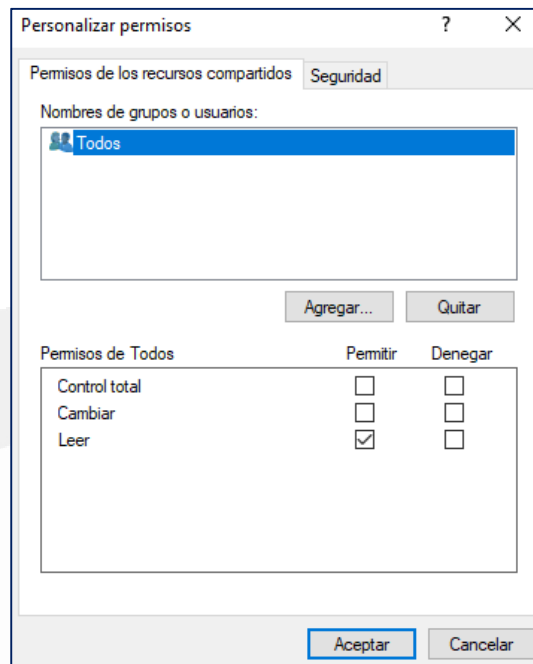 Personalizar permisos ?
Permisos de los recursos compartidos Seguridad
Nombres de grupos o usuarios:
Todos
Agregar... Quitar
Permisos de Todos Permitir Denegar
Control total
Cambiar
Leer
Aceptar Cancelar